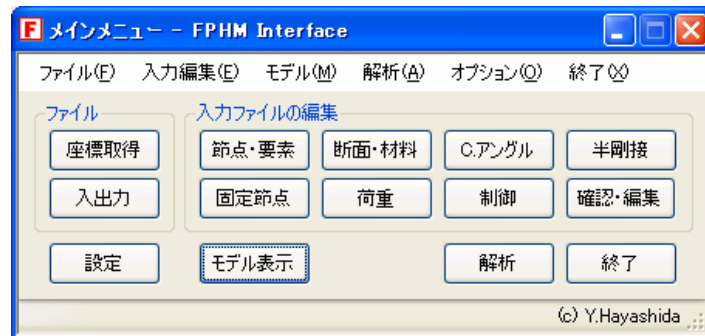 F メインメニュー - FPHM Interface
ファイル(F) 入力編集(E) モデル(M) 解析(A) オプション(O) 終了(X)
ファイル 入力ファイルの編集
座標取得 節点・要素 断面・材料 C.アングル 半剛接
入出力 固定節点 荷重 制御 確認・編集
設定 モデル表示 解析 終了
(c) Y.Hayashida